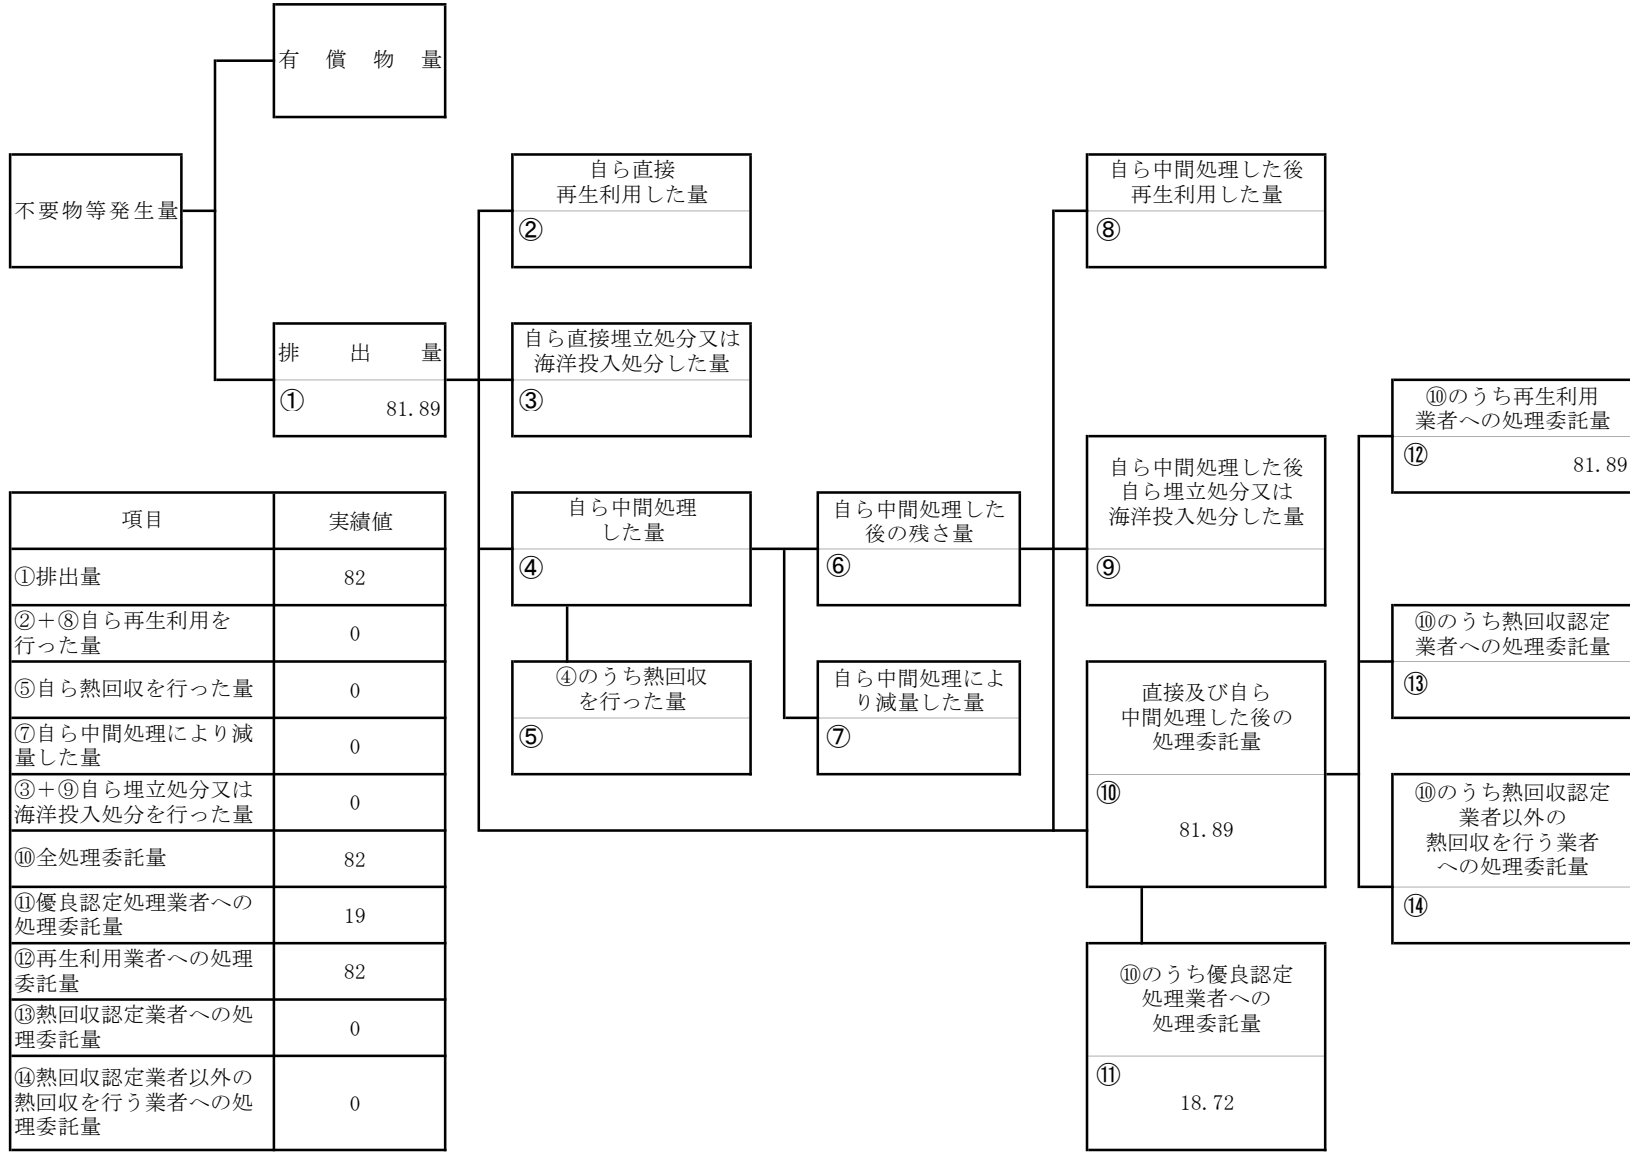 有償物量
不要物等発生量
排出量
①
81.89
自ら直接
再生利用した量
②
自ら直接埋立処分又は
海洋投入処分した量
③
自ら中間処理
した量
④
④のうち熱回収
を行った量
⑤
自ら中間処理した
後の残さ量
⑥
自ら中間処理によ
り減量した量
⑦
自ら中間処理した後
再生利用した量
⑧
自ら中間処理した後
自ら埋立処分又は
海洋投入処分した量
⑨
直接及び自ら
中間処理した後の
処理委託量
⑩
81.89
⑩のうち優良認定
処理業者への
処理委託量
⑪
18.72
⑩のうち再生利用
業者への処理委託量
⑫
81.89
⑩のうち熱回収認定
業者への処理委託量
⑬
⑩のうち熱回収認定
業者以外の
熱回収を行う業者
への処理委託量
⑭
項目 実績値
①排出量 82
②＋⑧自ら再生利用を
行った量 0
⑤自ら熱回収を行った量 0
⑦自ら中間処理により減
量した量 0
③＋⑨自ら埋立処分又は
海洋投入処分を行った量 0
⑩全処理委託量 82
⑪優良認定処理業者への
処理委託量 19
⑫再生利用業者への処理
委託量 82
⑬熱回収認定業者への処
理委託量 0
⑭熱回収認定業者以外の
熱回収を行う業者への処
理委託量 0